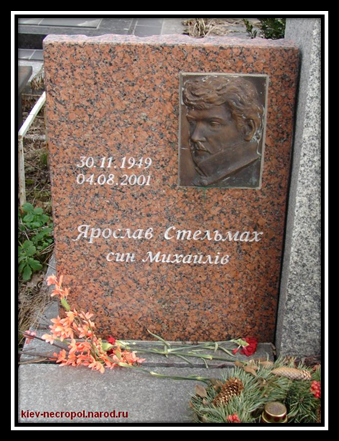 30.11.1949
04.08.2001
Ярослав Стельмах
син Михайлів
kiev-necropol.narod.ru